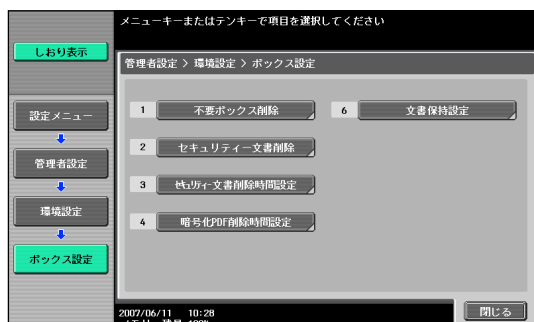 メニューキーまたはテンキーで項目を選択してください
しおり表示
管理者設定 > 環境設定 > ボックス設定
設定メニュー
管理者設定
環境設定
ボックス設定
1 不要ボックス削除
2 セキュリティー文書削除
3 ｾｷｭﾘﾃｨｰ文書削除時間設定
4 暗号化PDF削除時間設定
6 文書保持設定
2007/06/11 10:28
閉じる